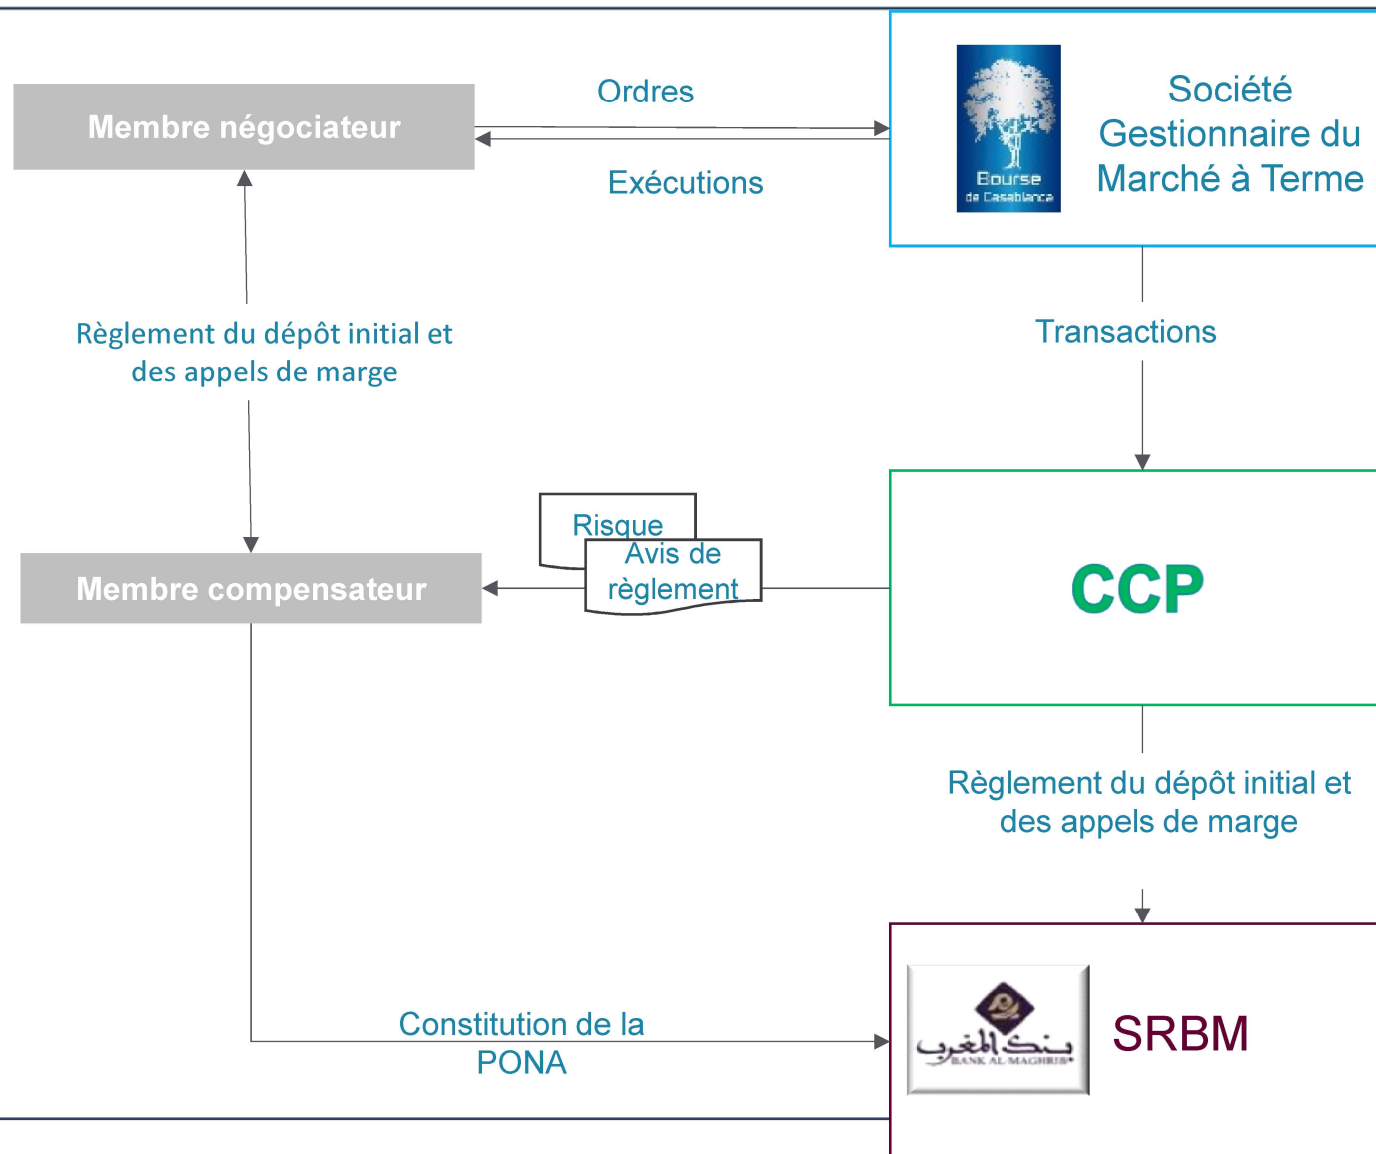 Ordres
Membre négociateur
Exécutions
Bourse
de Casablanca
Société
Gestionnaire du
Marché à Terme
Règlement du dépôt initial et
des appels de marge
Transactions
Risque
Avis de
règlement
Membre compensateur
CCP
Règlement du dépôt initial et
des appels de marge
Constitution de la
PONA
بنك المغرب
BANK AL-MAGHRIB
SRBM